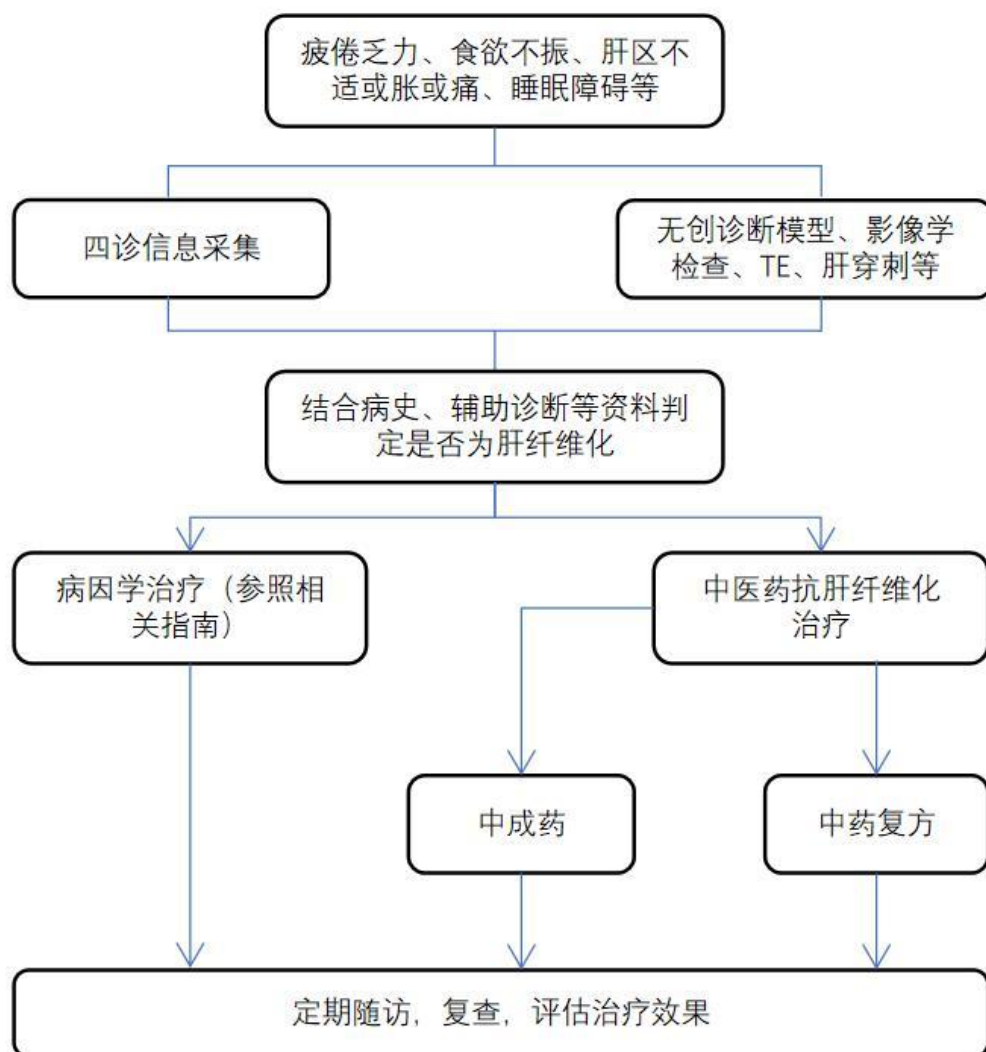 疲倦乏力、食欲不振、肝区不
适或胀或痛、睡眠障碍等
四诊信息采集
无创诊断模型、影像学
检查、TE、肝穿刺等
结合病史、辅助诊断等资料判
定是否为肝纤维化
病因学治疗（参照相
关指南）
中医药抗肝纤维化
治疗
中成药
中药复方
定期随访，复查，评估治疗效果